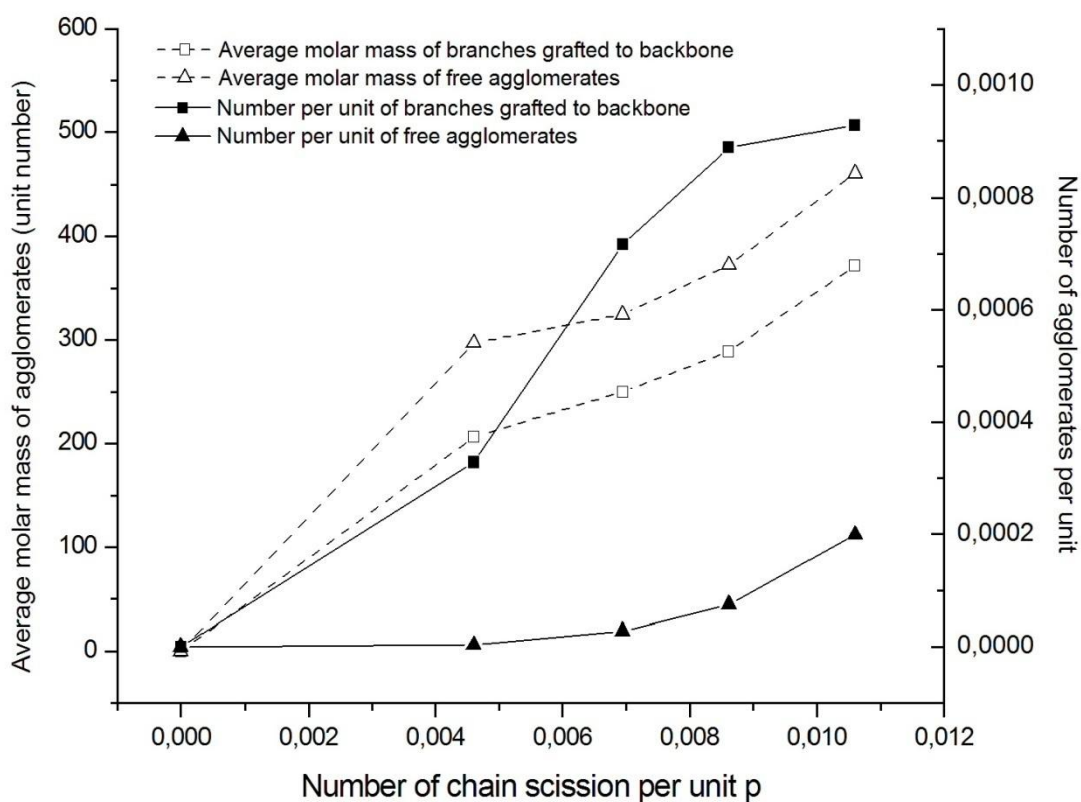 Average molar mass of agglomerates (unit number)
600
500
400
300
200
100
0
Average molar mass of branches grafted to backbone
Average molar mass of free agglomerates
Number per unit of branches grafted to backbone
Number per unit of free agglomerates
0,0010
0,0008
0,0006
0,0004
0,0002
0,0000
Number of agglomerates per unit
0,000 0,002 0,004 0,006 0,008 0,010 0,012
Number of chain scission per unit p